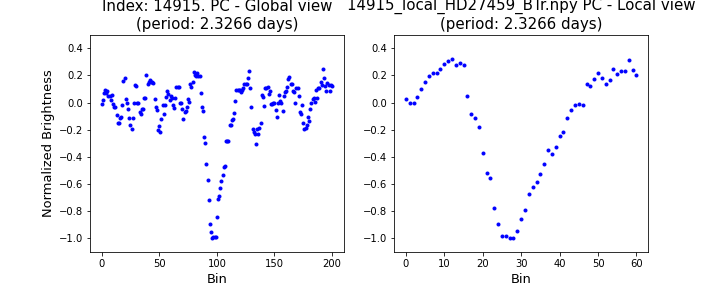 Index: 14915. PC - Global view
(period: 2.3266 days)
14915_local_HD27459_BTfr.npy PC - Local view
(period: 2.3266 days)
Normalized Brightness
0.4
0.2
0.0
−0.2
−0.4
−0.6
−0.8
−1.0
0 50 100 150 200
Bin
0.4
0.2
0.0
−0.2
−0.4
−0.6
−0.8
−1.0
0 10 20 30 40 50 60
Bin